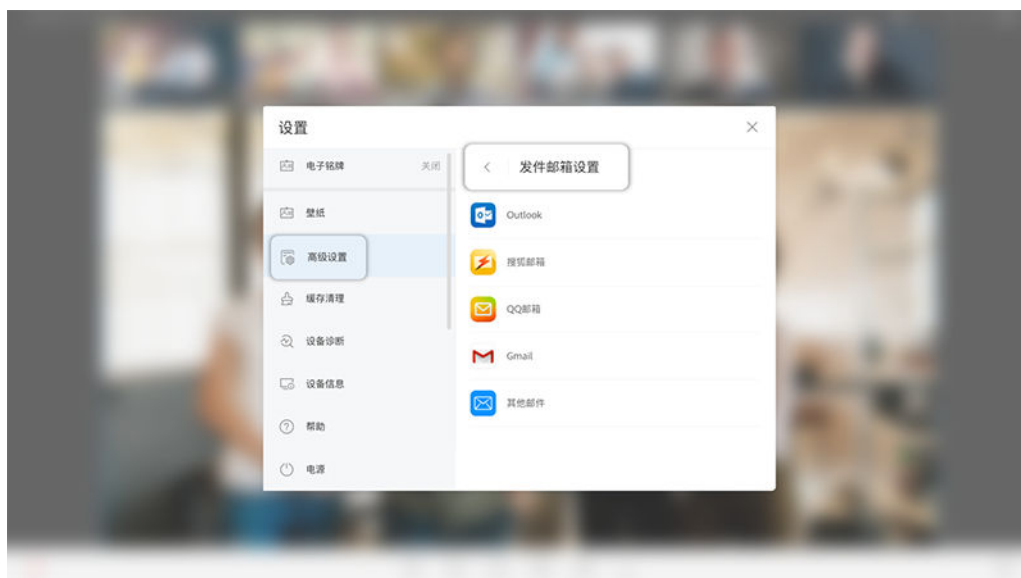 设置
电子铭牌 关闭
壁纸
高级设置
缓存清理
设备诊断
设备信息
帮助
电源
发件邮箱设置
Outlook
搜狐邮箱
QQ邮箱
Gmail
其他邮件